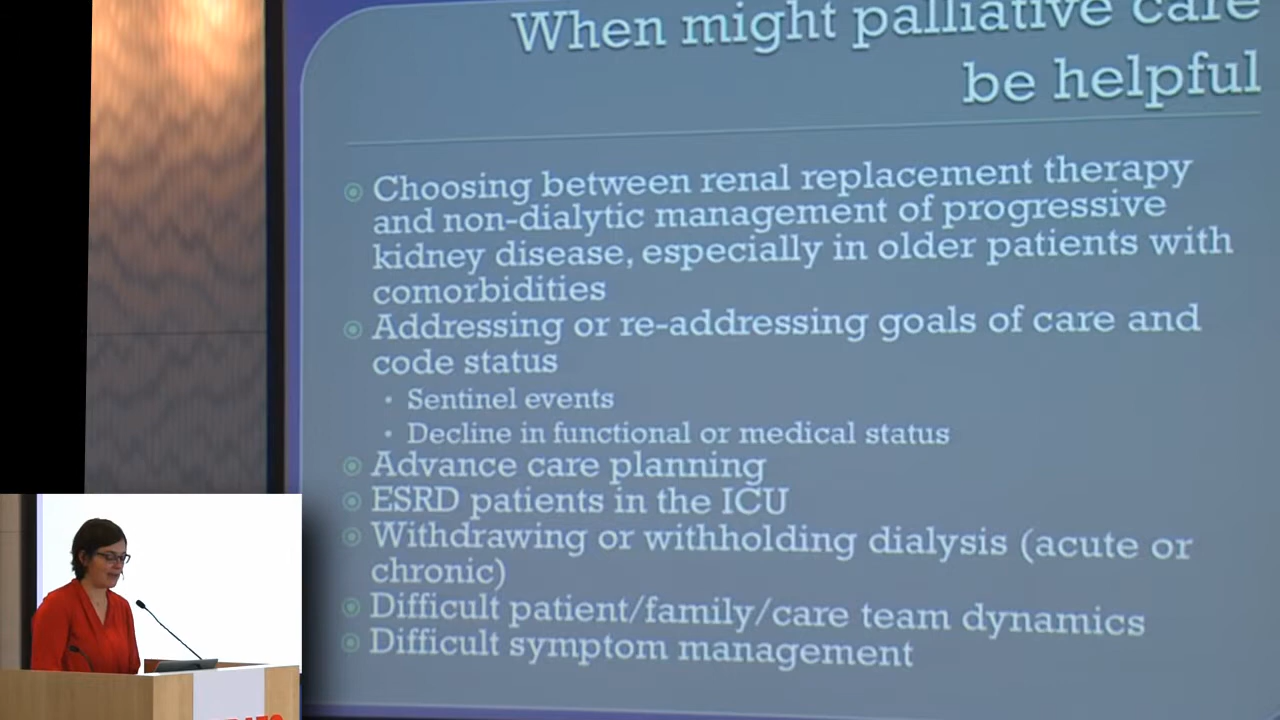 When might palliative care
be helpful
Choosing between renal replacement therapy
and non-dialytic management of progressive
kidney disease, especially in older patients with
comorbidities
Addressing or re-addressing goals of care and
code status
Sentinel events
Decline in functional or medical status
Advance care planning
ESRD patients in the ICU
Withdrawing or withholding dialysis (acute or
chronic)
Difficult patient/family/care team dynamics
Difficult symptom management